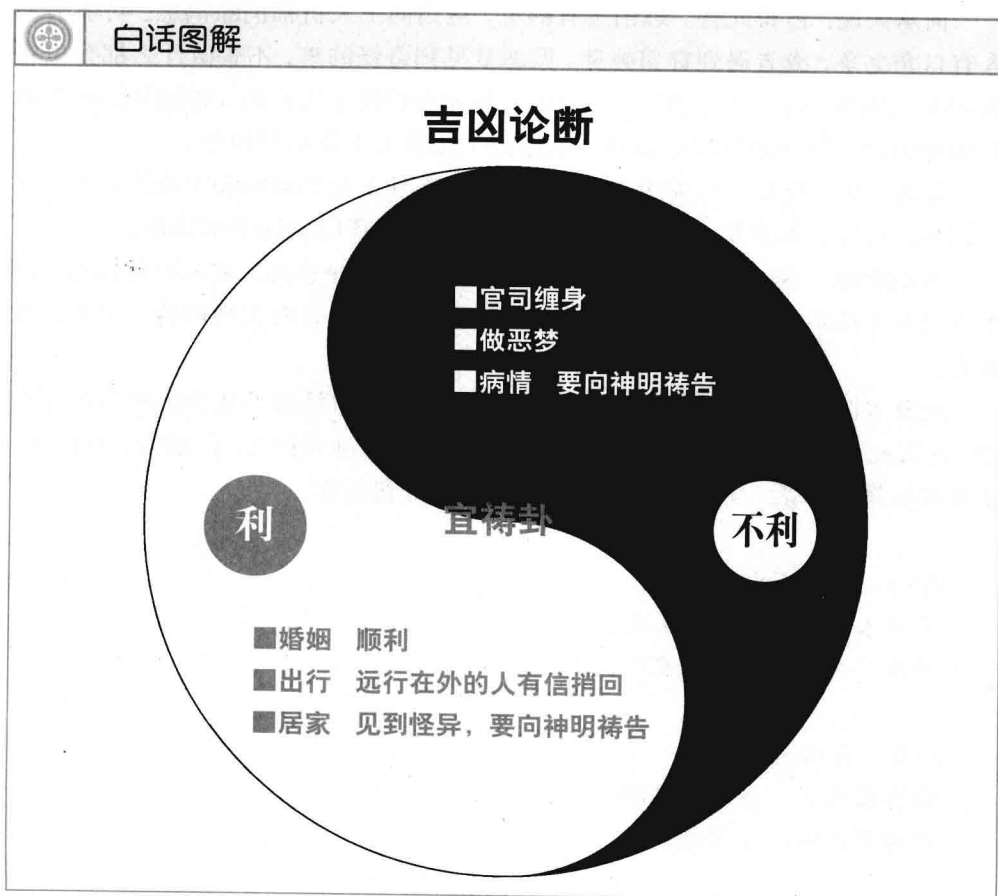 白话图解
吉凶论断
■官司缠身
■做恶梦
■病情 要向神明祷告
利
宜祷卦
不利
■婚姻 顺利
■出行 远行在外的人有信捎回
■居家 见到怪异，要向神明祷告